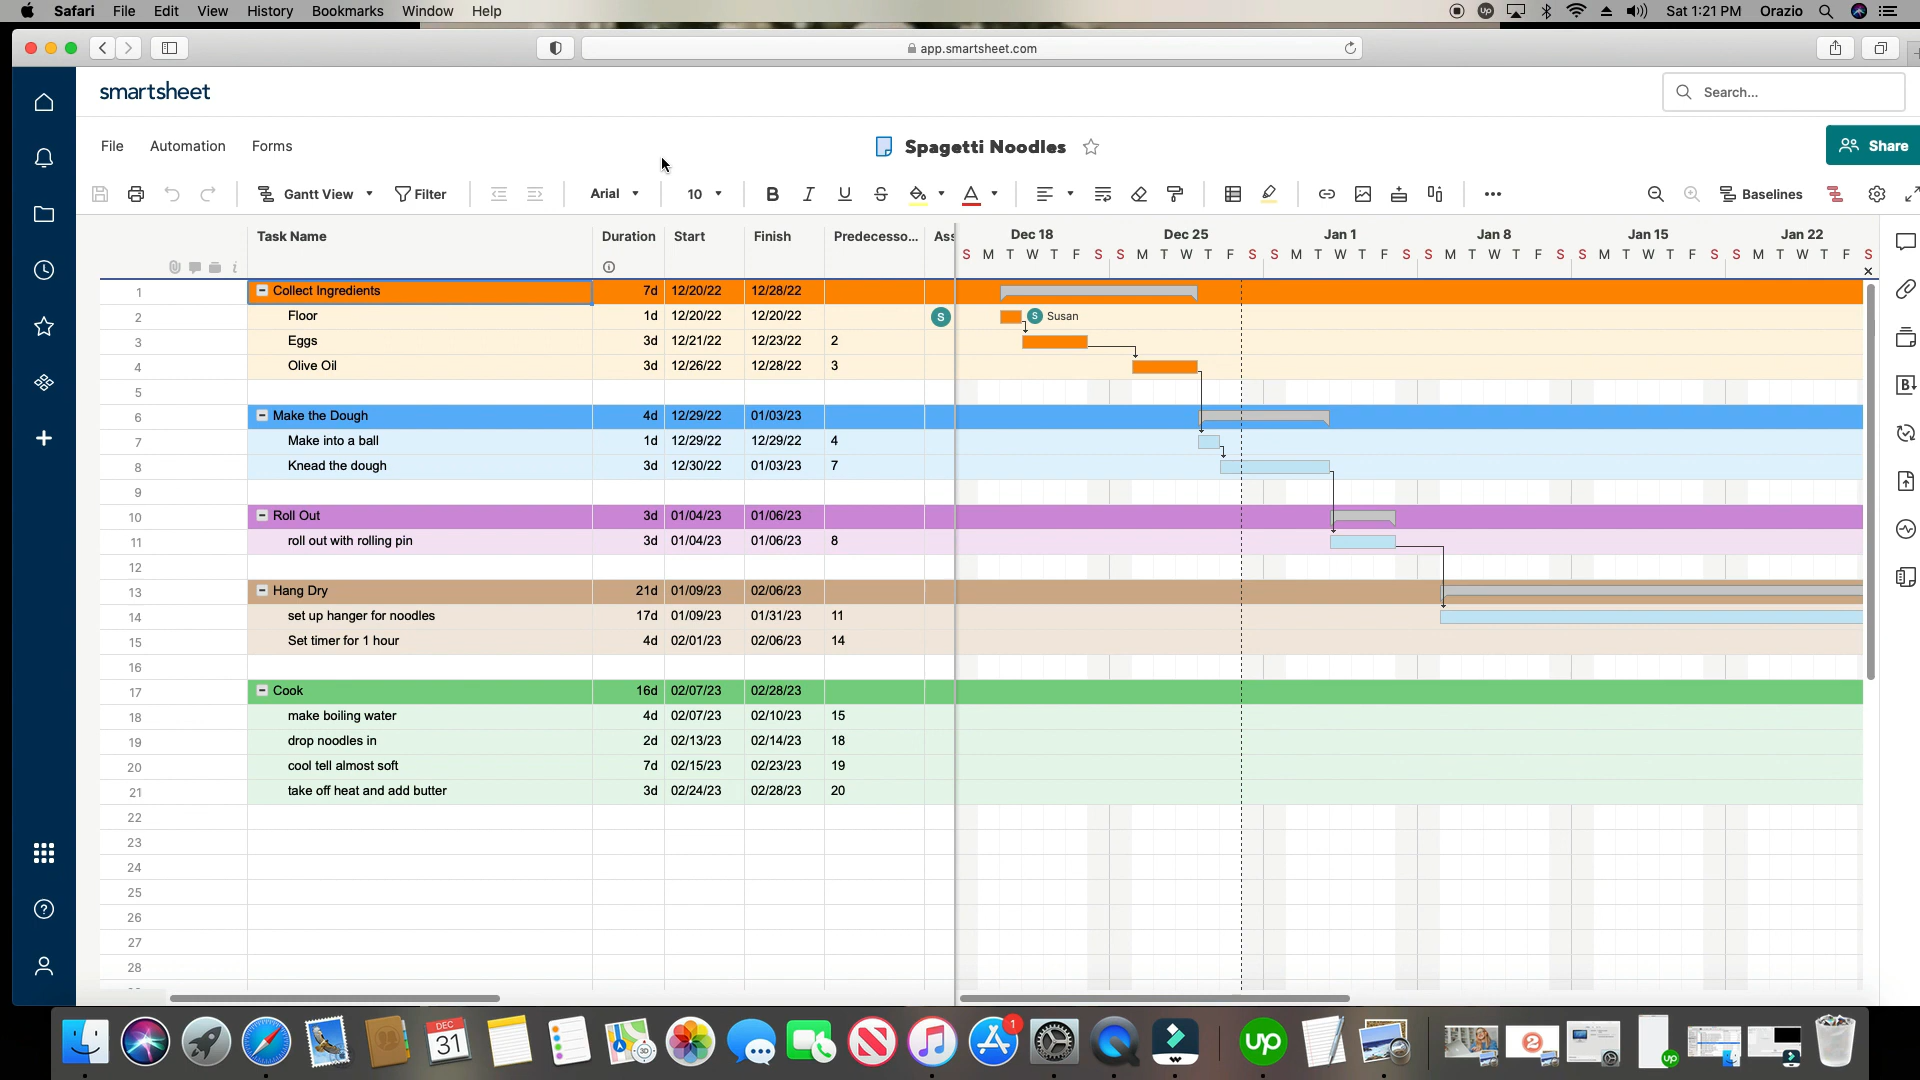 Safari File Edit View History Bookmarks Window Help Sat 1:21 PM Orazio
app.smartsheet.com
smartsheet Search...
File Automation Forms Spagetti Noodles Share
Gantt View Filter Arial 10 B I U S A Baselines
Task Name Duration Start Finish Predecesso... Ass Dec 18 Dec 25 Jan 1 Jan 8 Jan 15 Jan 22
S M T W T F S S M T W T F S S M T W T F S S M T W T F S S M T W T F S S M T W T F S
1 Collect Ingredients 7d 12/20/22 12/28/22
2 Floor 1d 12/20/22 12/20/22 S S Susan
3 Eggs 3d 12/21/22 12/23/22 2
4 Olive Oil 3d 12/26/22 12/28/22 3
5
6 Make the Dough 4d 12/29/22 01/03/23
7 Make into a ball 1d 12/29/22 12/29/22 4
8 Knead the dough 3d 12/30/22 01/03/23 7
9
10 Roll Out 3d 01/04/23 01/06/23
11 roll out with rolling pin 3d 01/04/23 01/06/23 8
12
13 Hang Dry 21d 01/09/23 02/06/23
14 set up hanger for noodles 17d 01/09/23 01/31/23 11
15 Set timer for 1 hour 4d 02/01/23 02/06/23 14
16
17 Cook 16d 02/07/23 02/28/23
18 make boiling water 4d 02/07/23 02/10/23 15
19 drop noodles in 2d 02/13/23 02/14/23 18
20 cool tell almost soft 7d 02/15/23 02/23/23 19
21 take off heat and add butter 3d 02/24/23 02/28/23 20
22
23
24
25
26
27
28
DEC 31 3D 1 up 2 up